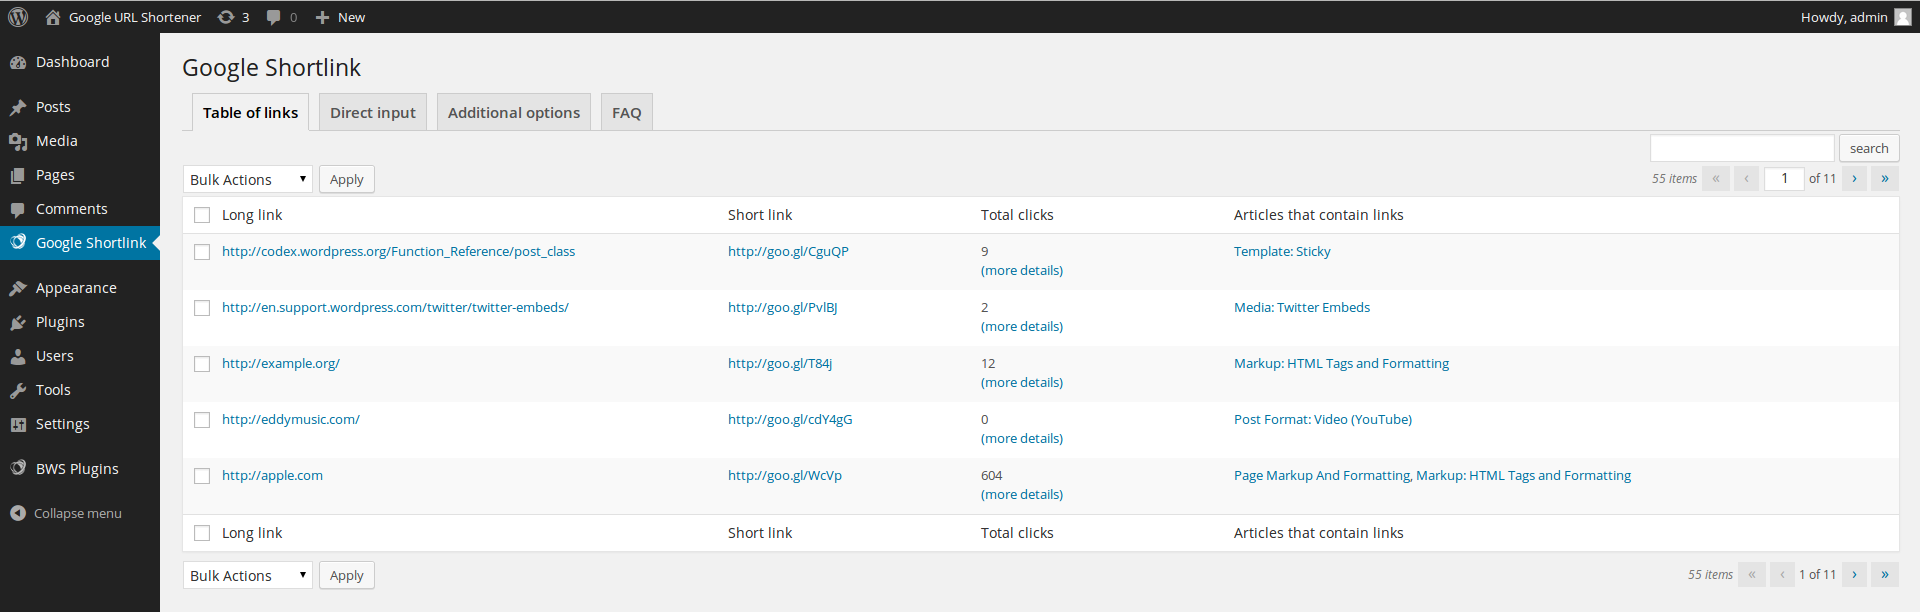 Google URL Shortener 3 0 New Howdy, admin
Dashboard
Posts
Media
Pages
Comments
Google Shortlink
Appearance
Plugins
Users
Tools
Settings
BWS Plugins
Collapse menu
Google Shortlink
Table of links Direct input Additional options FAQ
search
Bulk Actions Apply 55 items « ‹ 1 of 11 › »
Long link Short link Total clicks Articles that contain links
http://codex.wordpress.org/Function_Reference/post_class http://goo.gl/CguQP 9 Template: Sticky
(more details)
http://en.support.wordpress.com/twitter/twitter-embeds/ http://goo.gl/PvlBJ 2 Media: Twitter Embeds
(more details)
http://example.org/ http://goo.gl/T84j 12 Markup: HTML Tags and Formatting
(more details)
http://eddymusic.com/ http://goo.gl/cdY4gG 0 Post Format: Video (YouTube)
(more details)
http://apple.com http://goo.gl/WcVp 604 Page Markup And Formatting, Markup: HTML Tags and Formatting
(more details)
Long link Short link Total clicks Articles that contain links
Bulk Actions Apply 55 items « ‹ 1 of 11 › »